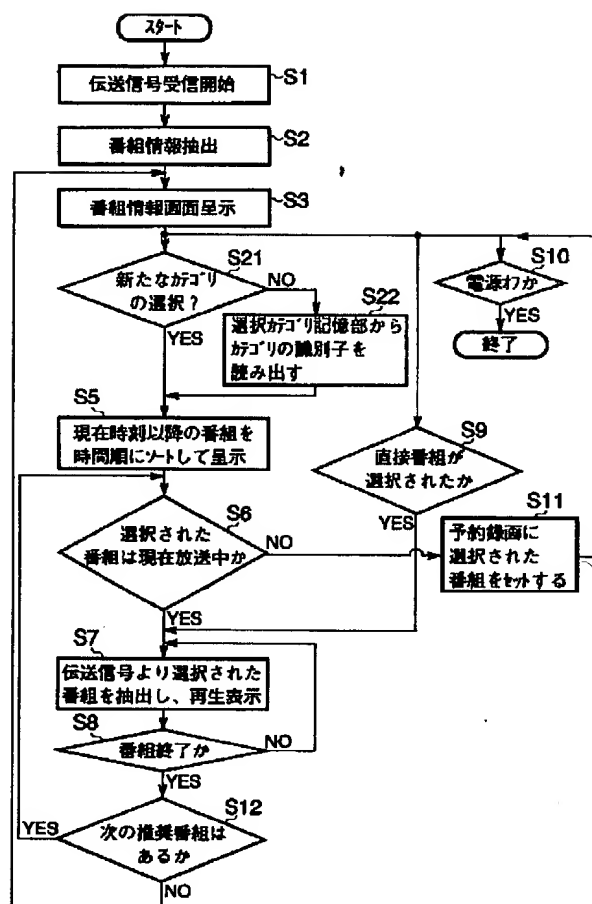 スタート
伝送信号受信開始
S1
番組情報抽出
S2
番組情報画面呈示
S3
新たなカテゴリ
の選択?
S21
NO
YES
選択カテゴリ記憶部から
カテゴリの識別子を
読み出す
S22
電源オフか
S10
YES
終了
S5
現在時刻以降の番組を
時間順にソートして呈示
直接番組が
選択されたか
S9
YES
選択された
番組は現在放送中か
S6
NO
YES
予約録画に
選択された
番組をセットする
S11
S7
伝送信号より選択された
番組を抽出し、再生表示
S8
番組終了か
NO
YES
次の推奨番組は
あるか
S12
YES
NO